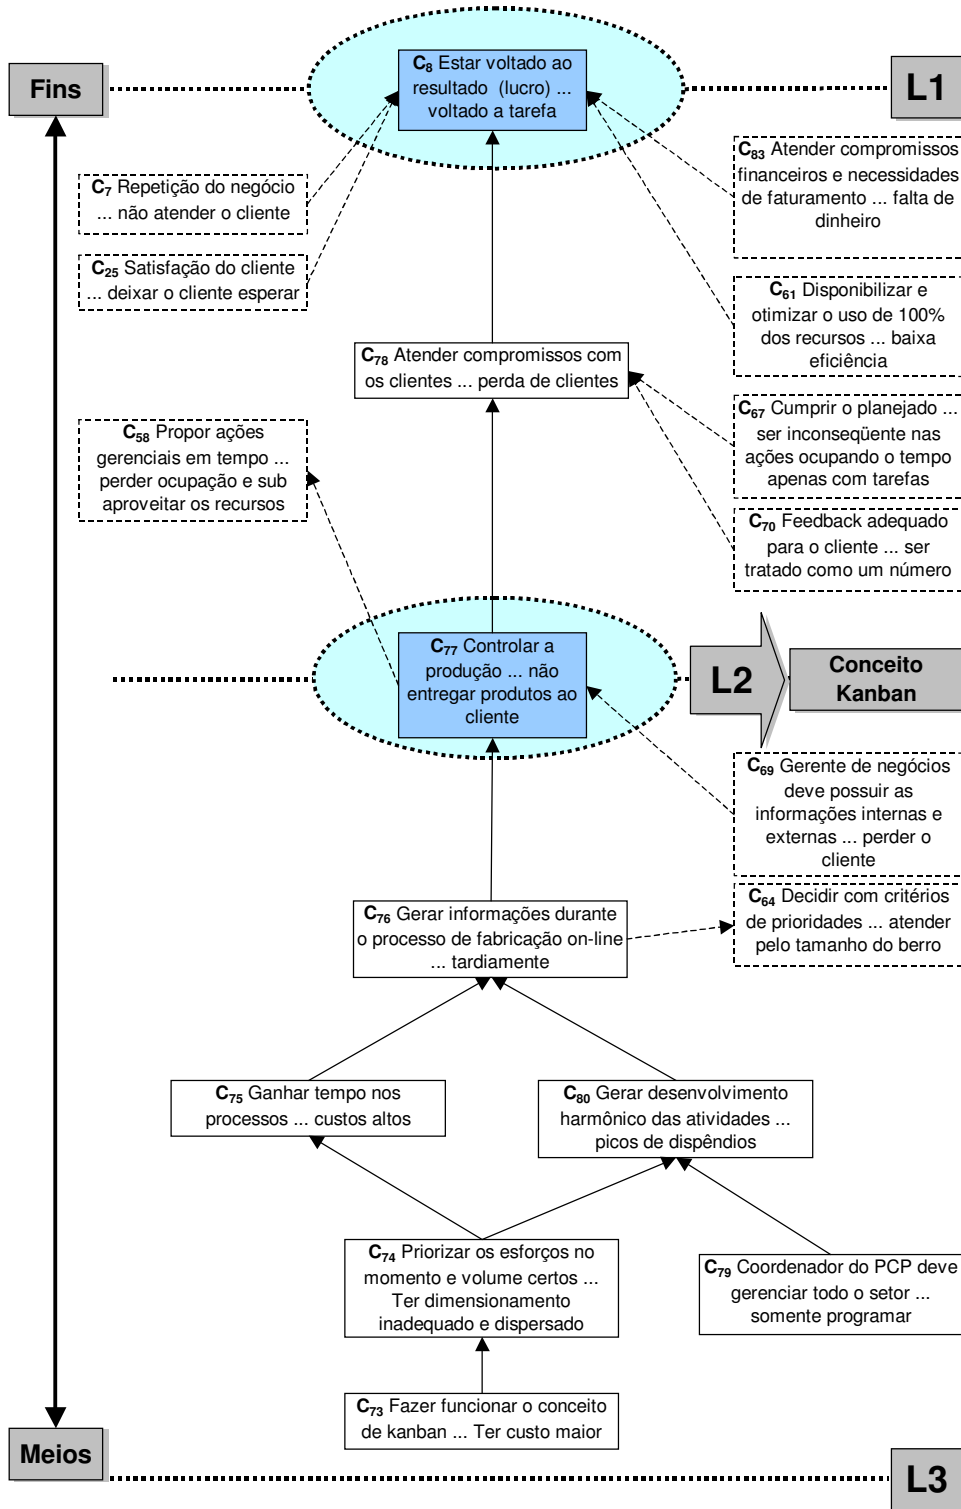 Fins
C8 Estar voltado ao
resultado (lucro) ...
voltado a tarefa
L1
C83 Atender compromissos
financeiros e necessidades
de faturamento ... falta de
dinheiro
C7 Repetição do negócio
... não atender o cliente
C25 Satisfação do cliente
... deixar o cliente esperar
C61 Disponibilizar e
otimizar o uso de 100%
dos recursos ... baixa
eficiência
C78 Atender compromissos com
os clientes ... perda de clientes
C67 Cumprir o planejado ...
ser inconseqüente nas
ações ocupando o tempo
apenas com tarefas
C58 Propor ações
gerenciais em tempo ...
perder ocupação e sub
aproveitar os recursos
C70 Feedback adequado
para o cliente ... ser
tratado como um número
C77 Controlar a
produção ... não
entregar produtos ao
cliente
L2
Conceito
Kanban
C69 Gerente de negócios
deve possuir as
informações internas e
externas ... perder o
cliente
C64 Decidir com critérios
de prioridades ... atender
pelo tamanho do berro
C76 Gerar informações durante
o processo de fabricação on-line
... tardiamente
C75 Ganhar tempo nos
processos ... custos altos
C80 Gerar desenvolvimento
harmônico das atividades ...
picos de dispêndios
C74 Priorizar os esforços no
momento e volume certos ...
Ter dimensionamento
inadequado e dispersado
C79 Coordenador do PCP deve
gerenciar todo o setor ...
somente programar
C73 Fazer funcionar o conceito
de kanban ... Ter custo maior
Meios
L3